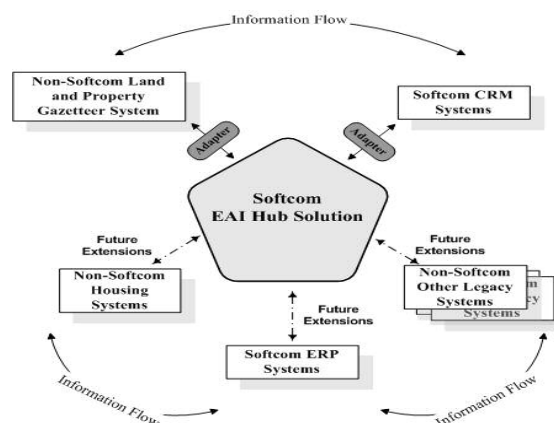 Information Flow
Non-Softcom Land
and Property
Gazetteer System
Softcom CRM
Systems
Adapter
Adapter
Softcom
EAI Hub Solution
Future
Extensions
Future Extensions
Non-Softcom
Housing
Systems
Non-Softcom
Other Legacy
Systems
Systems
Future
Extensions
Softcom ERP
Systems
Information Flow
Information Flow